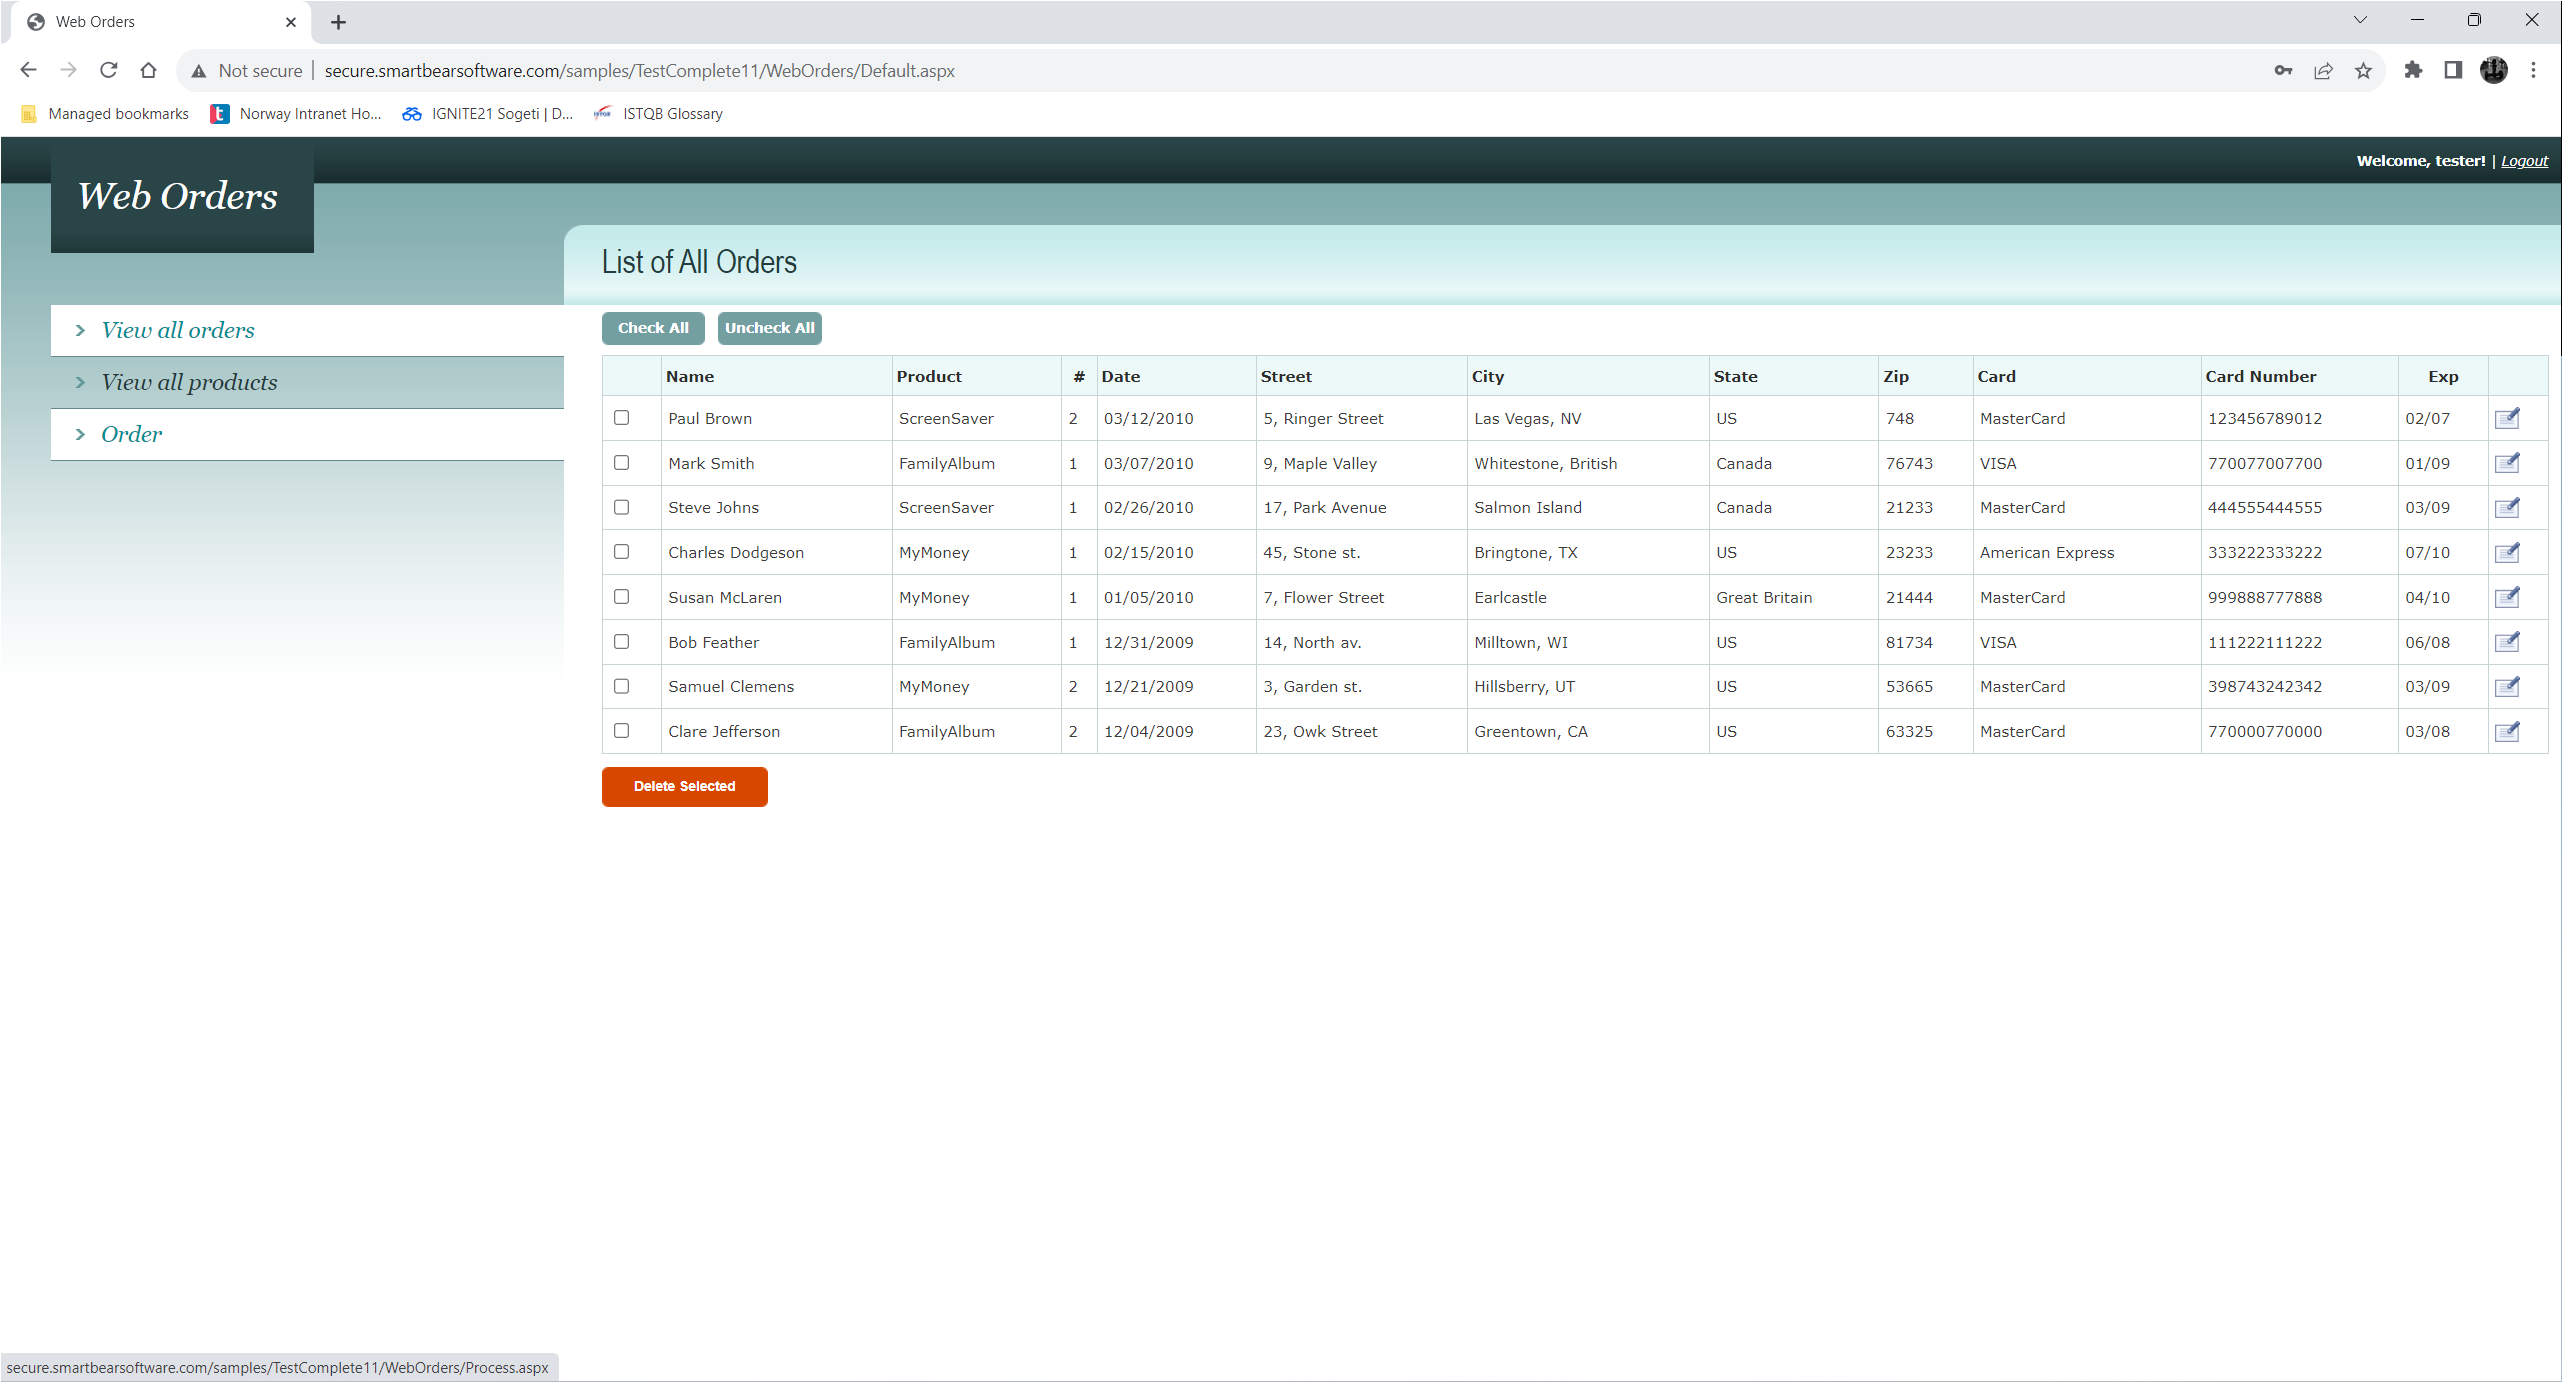 Web Orders
Not secure | secure.smartbearsoftware.com/samples/TestComplete11/WebOrders/Default.aspx
Managed bookmarks Norway Intranet Ho... IGNITE21 Sogeti | D... ISTQB Glossary
Welcome, tester! | Logout
Web Orders
List of All Orders
View all orders
View all products
Order
Check All Uncheck All
Name Product # Date Street City State Zip Card Card Number Exp
Paul Brown ScreenSaver 2 03/12/2010 5, Ringer Street Las Vegas, NV US 748 MasterCard 123456789012 02/07
Mark Smith FamilyAlbum 1 03/07/2010 9, Maple Valley Whitestone, British Canada 76743 VISA 770077007700 01/09
Steve Johns ScreenSaver 1 02/26/2010 17, Park Avenue Salmon Island Canada 21233 MasterCard 444555444555 03/09
Charles Dodgeson MyMoney 1 02/15/2010 45, Stone st. Bringtone, TX US 23233 American Express 333222333222 07/10
Susan McLaren MyMoney 1 01/05/2010 7, Flower Street Earlcastle Great Britain 21444 MasterCard 999888777888 04/10
Bob Feather FamilyAlbum 1 12/31/2009 14, North av. Milltown, WI US 81734 VISA 111222111222 06/08
Samuel Clemens MyMoney 2 12/21/2009 3, Garden st. Hillsberry, UT US 53665 MasterCard 398743242342 03/09
Clare Jefferson FamilyAlbum 2 12/04/2009 23, Owk Street Greentown, CA US 63325 MasterCard 770000770000 03/08
Delete Selected
secure.smartbearsoftware.com/samples/TestComplete11/WebOrders/Process.aspx